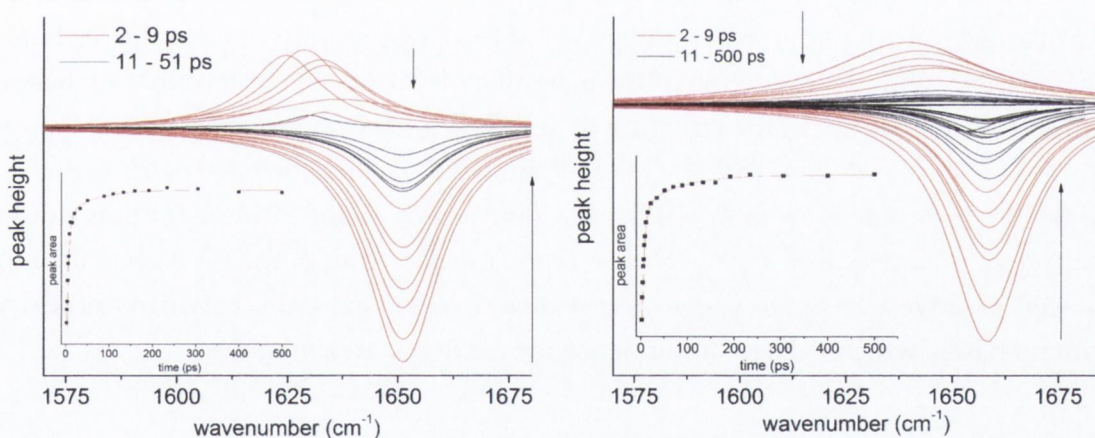 2 - 9 ps
11 - 51 ps
peak height
peak area
0 100 200 300 400 500
time (ps)
1575 1600 1625 1650 1675
wavenumber (cm⁻¹)
2 - 9 ps
11 - 500 ps
peak height
peak area
0 100 200 300 400 500
time (ps)
1575 1600 1625 1650 1675
wavenumber (cm⁻¹)